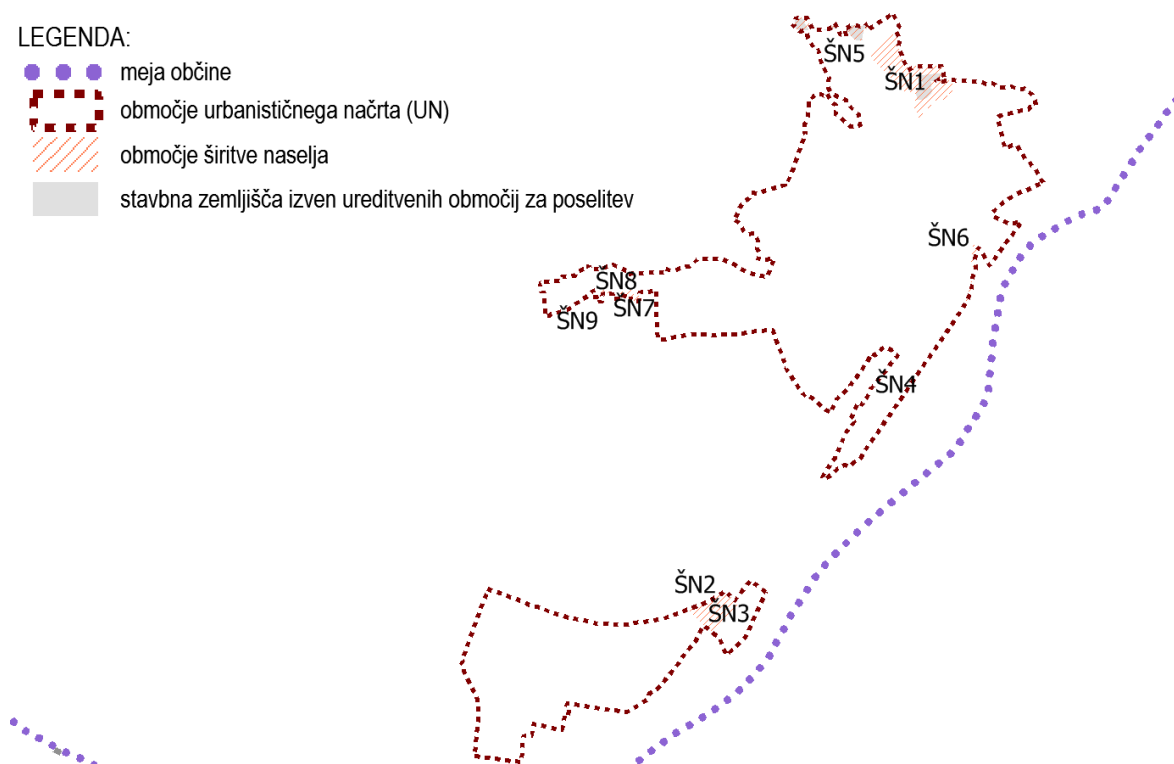 LEGENDA:
meja občine
območje urbanističnega načrta (UN)
območje širitve naselja
stavbna zemljišča izven ureditvenih območij za poselitev
ŠN5
ŠN1
ŠN6
ŠN8
ŠN7
ŠN9
ŠN4
ŠN2
ŠN3